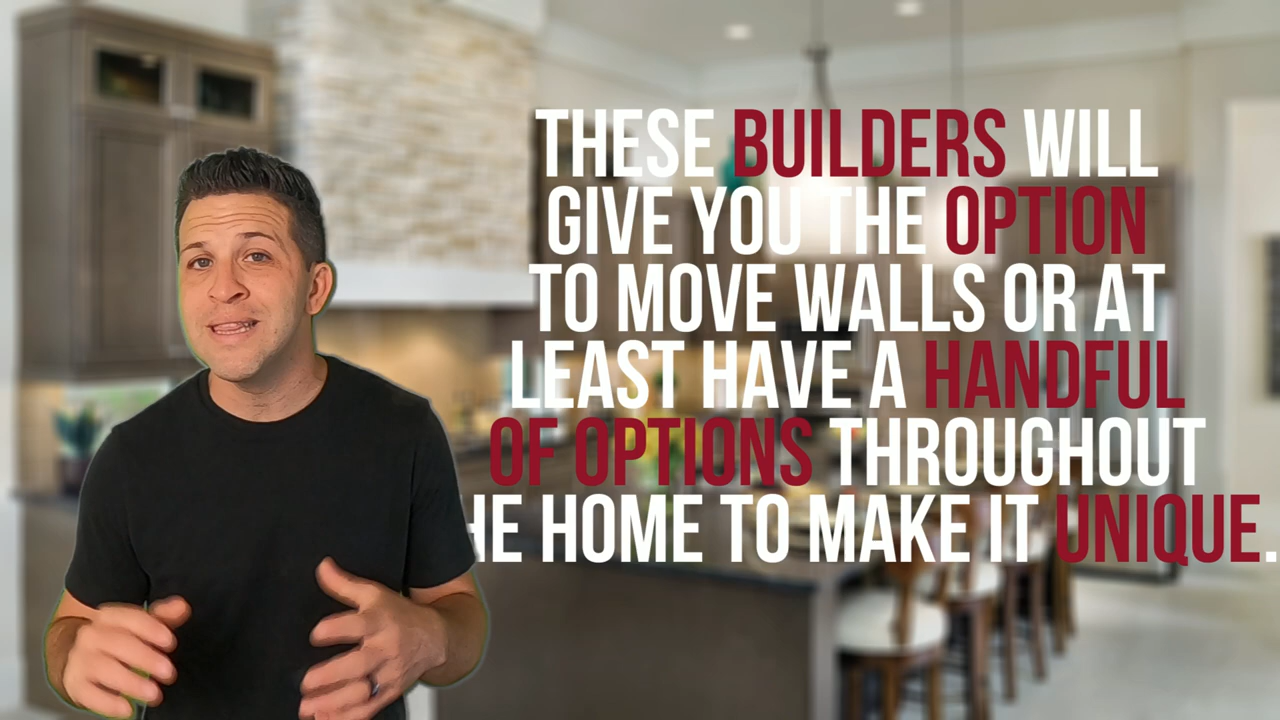 THESE BUILDERS WILL
GIVE YOU THE OPTION
TO MOVE WALLS OR AT
LEAST HAVE A HANDFUL
OF OPTIONS THROUGHOUT
HE HOME TO MAKE IT UNIQUE.